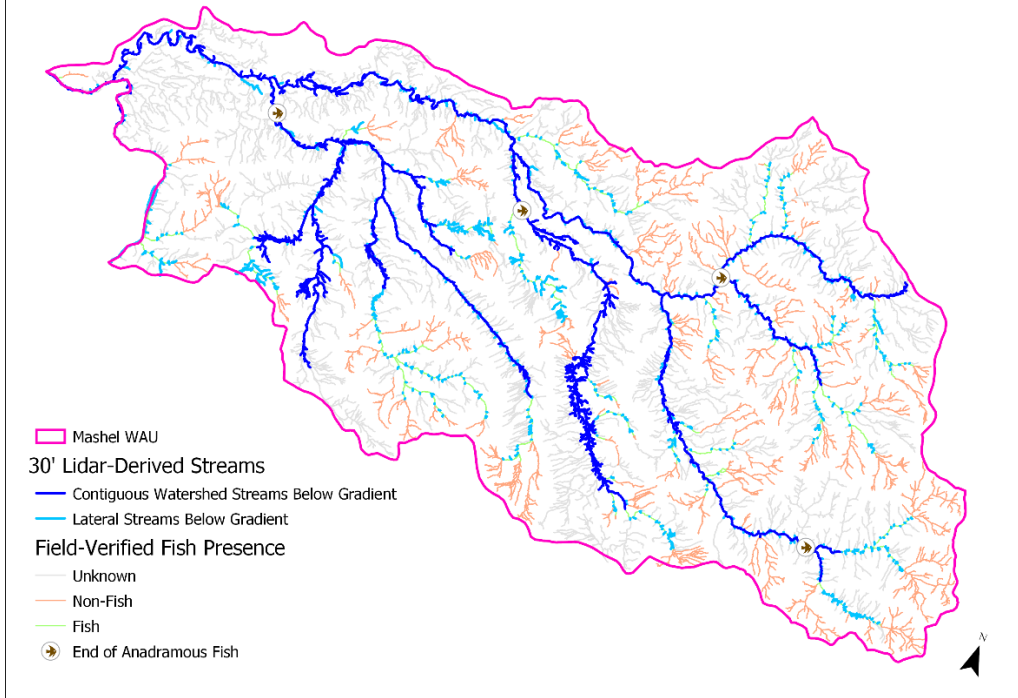 Mashel WAU
30' Lidar-Derived Streams
Contiguous Watershed Streams Below Gradient
Lateral Streams Below Gradient
Field-Verified Fish Presence
Unknown
Non-Fish
Fish
End of Anadramous Fish
N